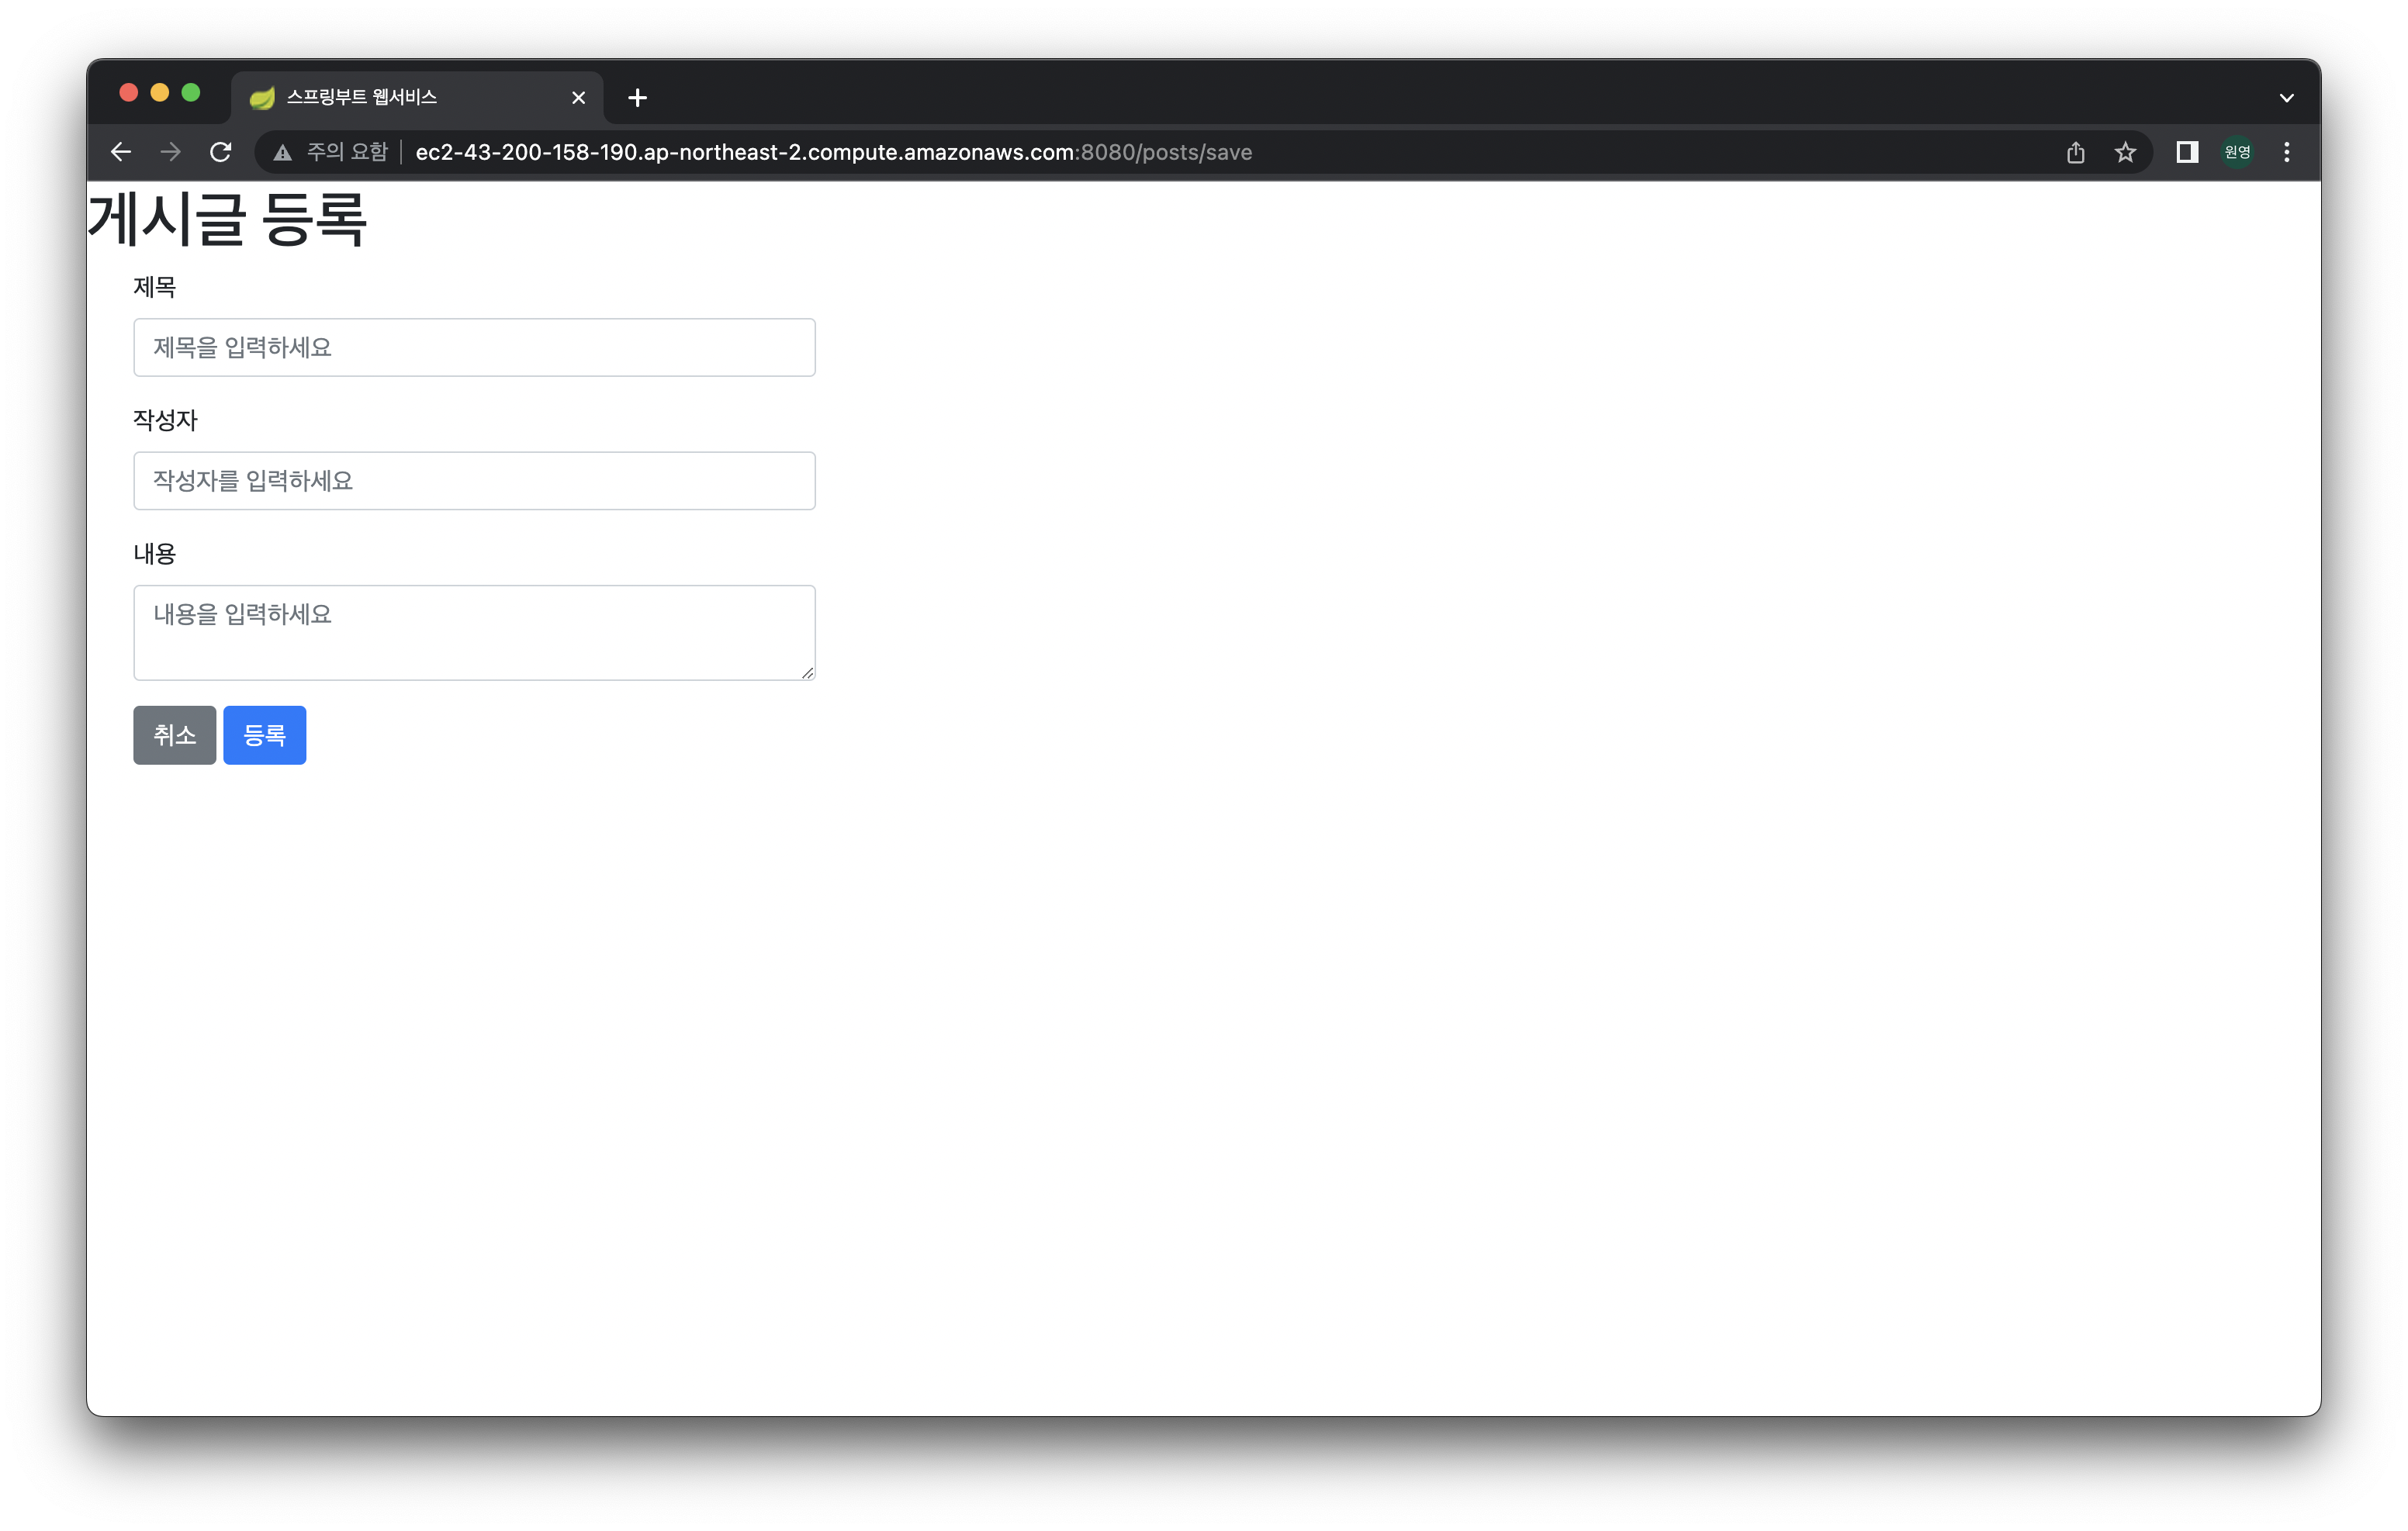 스프링부트 웹서비스
주의 요함 ec2-43-200-158-190.ap-northeast-2.compute.amazonaws.com:8080/posts/save 원영
게시글 등록
제목
제목을 입력하세요
작성자
작성자를 입력하세요
내용
내용을 입력하세요
취소 등록